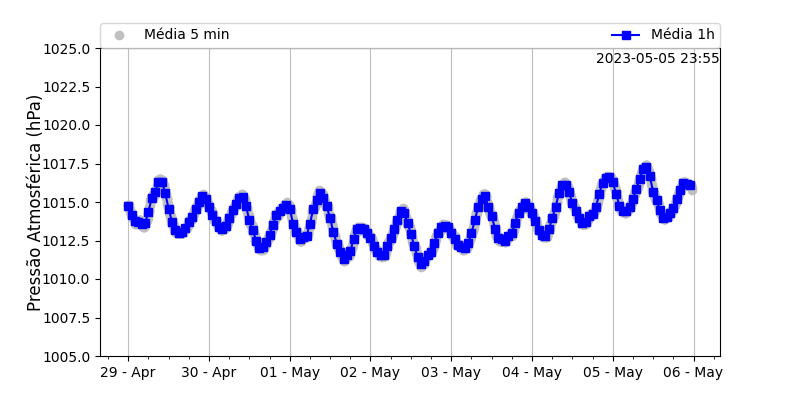 Média 5 min
Média 1h
2023-05-05 23:55
Pressão Atmosférica (hPa)
1025.0
1022.5
1020.0
1017.5
1015.0
1012.5
1010.0
1007.5
1005.0
29 - Apr
30 - Apr
01 - May
02 - May
03 - May
04 - May
05 - May
06 - May